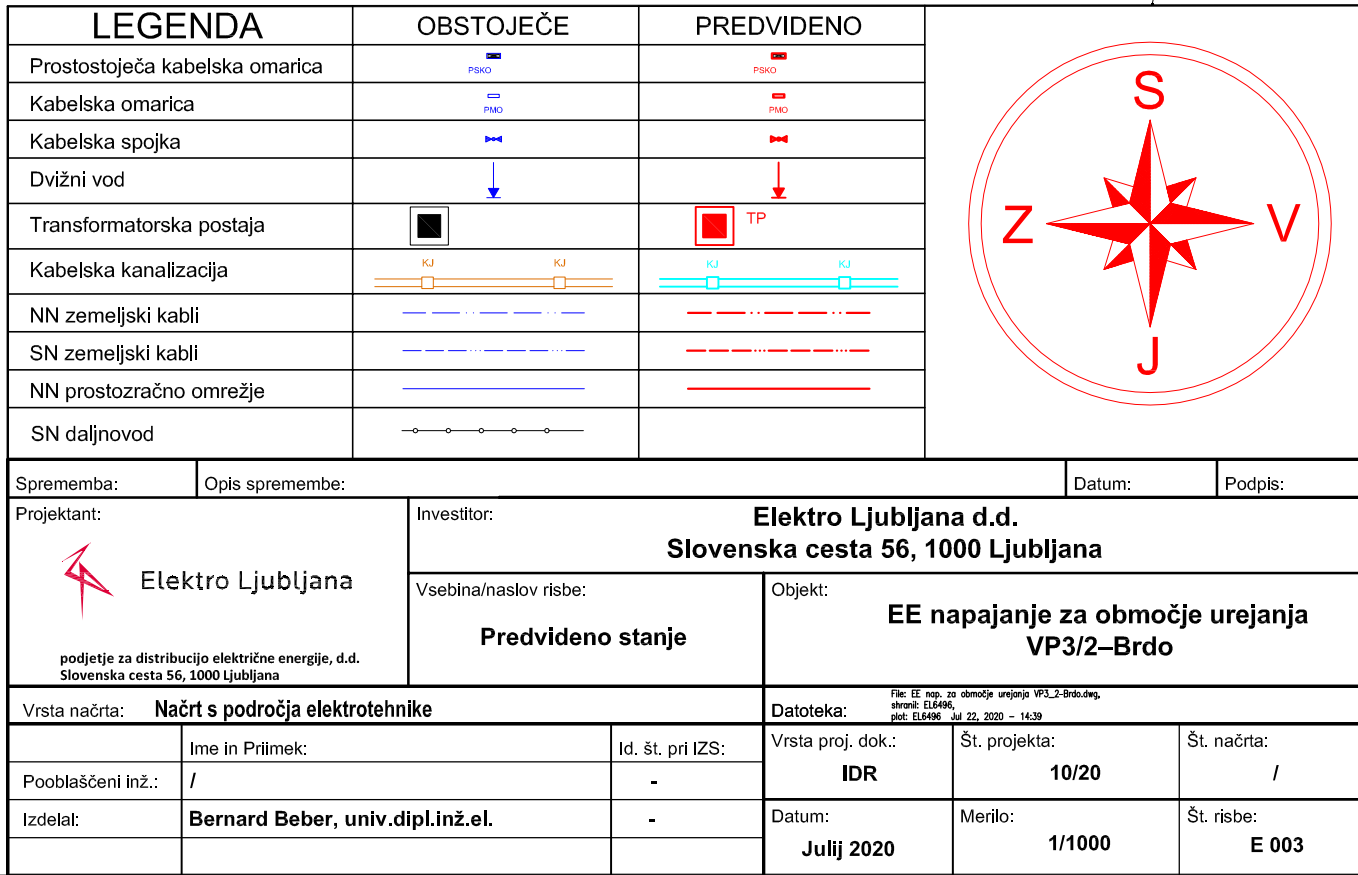 LEGENDA OBSTOJEČE PREDVIDENO
Prostostoječa kabelska omarica PSKO PSKO
Kabelska omarica PMO PMO
Kabelska spojka
Dvižni vod
Transformatorska postaja TP
Kabelska kanalizacija KJ KJ KJ KJ
NN zemeljski kabli
SN zemeljski kabli
NN prostozračno omrežje
SN daljnovod
S
Z V
J
Sprememba: Opis spremembe: Datum: Podpis:
Projektant:
Elektro Ljubljana
podjetje za distribucijo električne energije, d.d.
Slovenska cesta 56, 1000 Ljubljana
Investitor: Elektro Ljubljana d.d.
Slovenska cesta 56, 1000 Ljubljana
Vsebina/naslov risbe:
Predvideno stanje
Objekt:
EE napajanje za območje urejanja
VP3/2–Brdo
Vrsta načrta: Načrt s področja elektrotehnike
Datoteka:
File: EE nap. za območje urejanja VP3_2-Brdo.dwg,
shranil: EL6496,
plot: EL6496 Jul 22, 2020 - 14:39
Ime in Priimek: Id. št. pri IZS:
Pooblaščeni inž.: / -
Izdelal: Bernard Beber, univ.dipl.inž.el. -
Vrsta proj. dok.: Št. projekta: Št. načrta:
IDR 10/20 /
Datum: Merilo: Št. risbe:
Julij 2020 1/1000 E 003